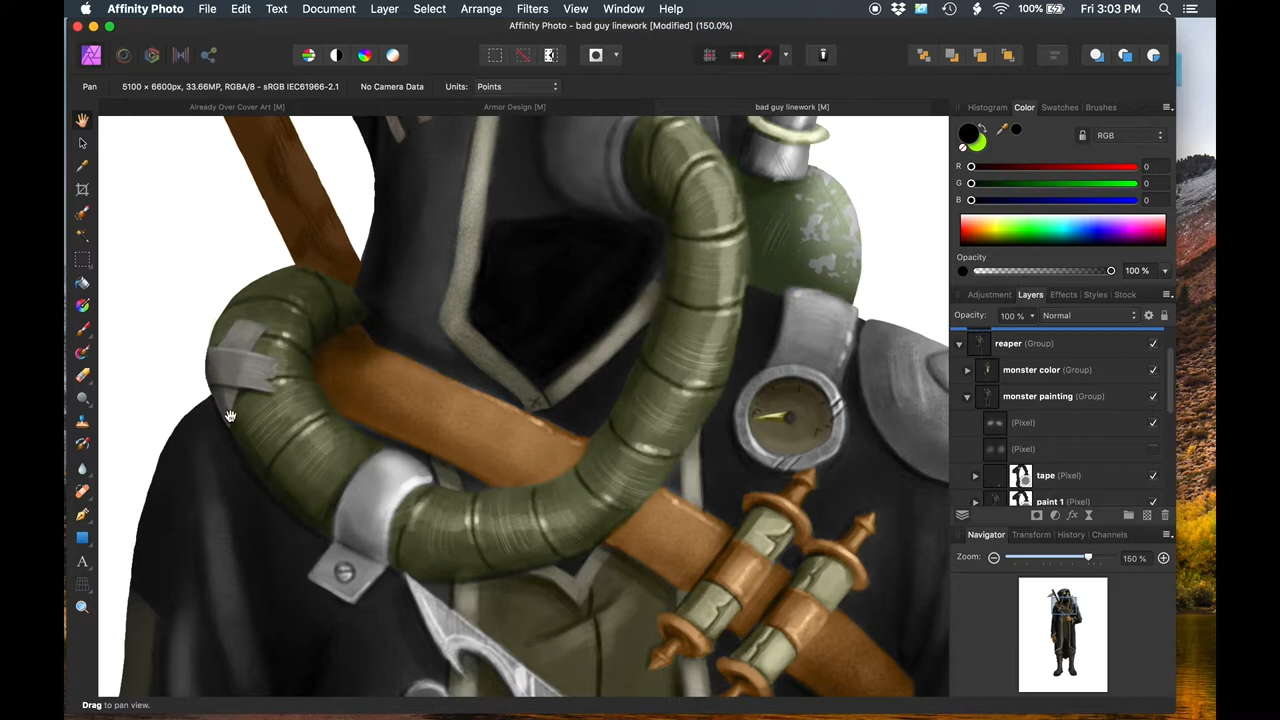 Affinity Photo File Edit Text Document Layer Select Arrange Filters View Window Help 100% Fri 3:03 PM
Affinity Photo - bad guy linework [Modified] (150.0%)
Pan 5100 × 6600px, 33.66MP, RGBA/8 - sRGB IEC61966-2.1 No Camera Data Units: Points
Already Over Cover Art [M] Armor Design [M] bad guy linework [M]
Histogram Color Swatches Brushes
RGB
R 0
G 0
B 0
Opacity
100 %
Adjustment Layers Effects Styles Stock
Opacity: 100 % Normal
reaper (Group)
monster color (Group)
monster painting (Group)
(Pixel)
(Pixel)
tape (Pixel)
paint 1 (Pixel)
Navigator Transform History Channels
Zoom: 150 %
Drag to pan view.